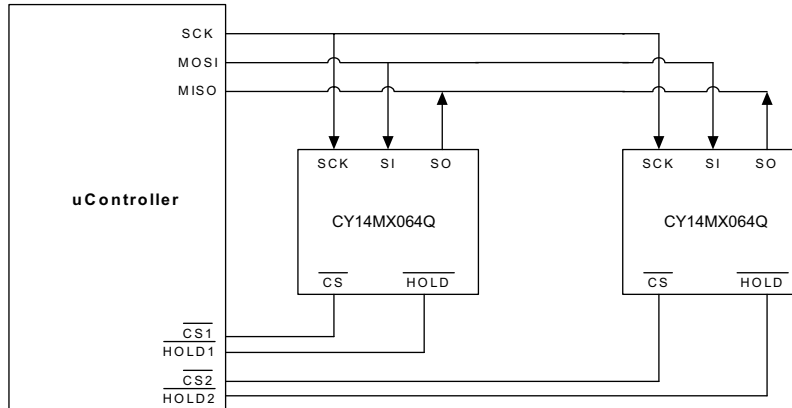 SCK
MOSI
MISO
SCK SI SO
SCK SI SO
uController
CY14MX064Q
CY14MX064Q
CS HOLD
CS HOLD
CS1
HOLD1
CS2
HOLD2